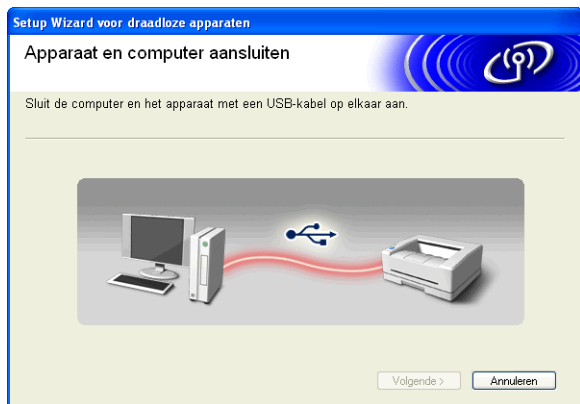 Setup Wizard voor draadloze apparaten
Apparaat en computer aansluiten
Sluit de computer en het apparaat met een USB-kabel op elkaar aan.
Volgende >
Annuleren